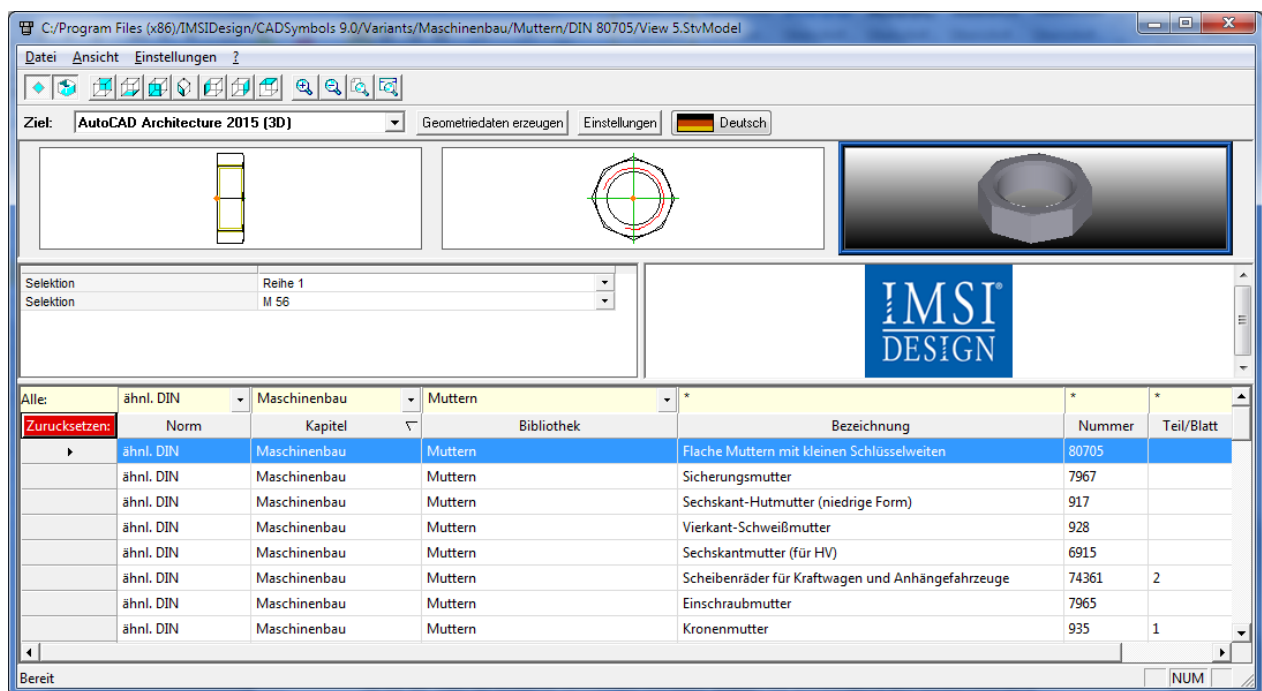 C:/Program Files (x86)/IMSIDesign/CADSymbols 9.0/Variants/Maschinenbau/Muttern/DIN 80705/View 5.StvModel
Datei Ansicht Einstellungen ?
Ziel: AutoCAD Architecture 2015 (3D) Geometriedaten erzeugen Einstellungen Deutsch
Selektion Reihe 1
Selektion M 56
IMSI®
DESIGN
Alle: ähnl. DIN Maschinenbau Muttern * * *
Zurucksetzen: Norm Kapitel Bibliothek Bezeichnung Nummer Teil/Blatt
ähnl. DIN Maschinenbau Muttern Flache Muttern mit kleinen Schlüsselweiten 80705
ähnl. DIN Maschinenbau Muttern Sicherungsmutter 7967
ähnl. DIN Maschinenbau Muttern Sechskant-Hutmutter (niedrige Form) 917
ähnl. DIN Maschinenbau Muttern Vierkant-Schweißmutter 928
ähnl. DIN Maschinenbau Muttern Sechskantmutter (für HV) 6915
ähnl. DIN Maschinenbau Muttern Scheibenräder für Kraftwagen und Anhängefahrzeuge 74361 2
ähnl. DIN Maschinenbau Muttern Einschraubmutter 7965
ähnl. DIN Maschinenbau Muttern Kronenmutter 935 1
Bereit NUM